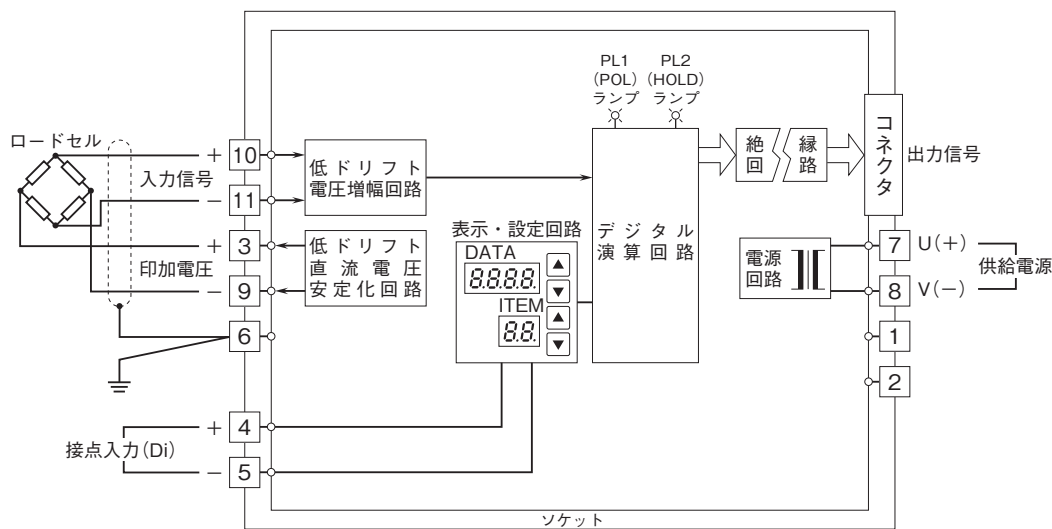 PL1
(POL)
ランプ
PL2
(HOLD)
ランプ
ロードセル
+
10
入力信号
−
11
+
3
印加電圧
−
9
6
低ドリフト
電圧増幅回路
低ドリフト
直流電圧
安定化回路
表示・設定回路
DATA
8.8.8.8.
ITEM
8.8.
▲
▼
▲
▼
デジタル
演算回路
絶縁
回路
コネクタ
出力信号
電源
回路
7
U(+)
供給電源
8
V(−)
1
2
+
4
接点入力(Di)
−
5
ソケット